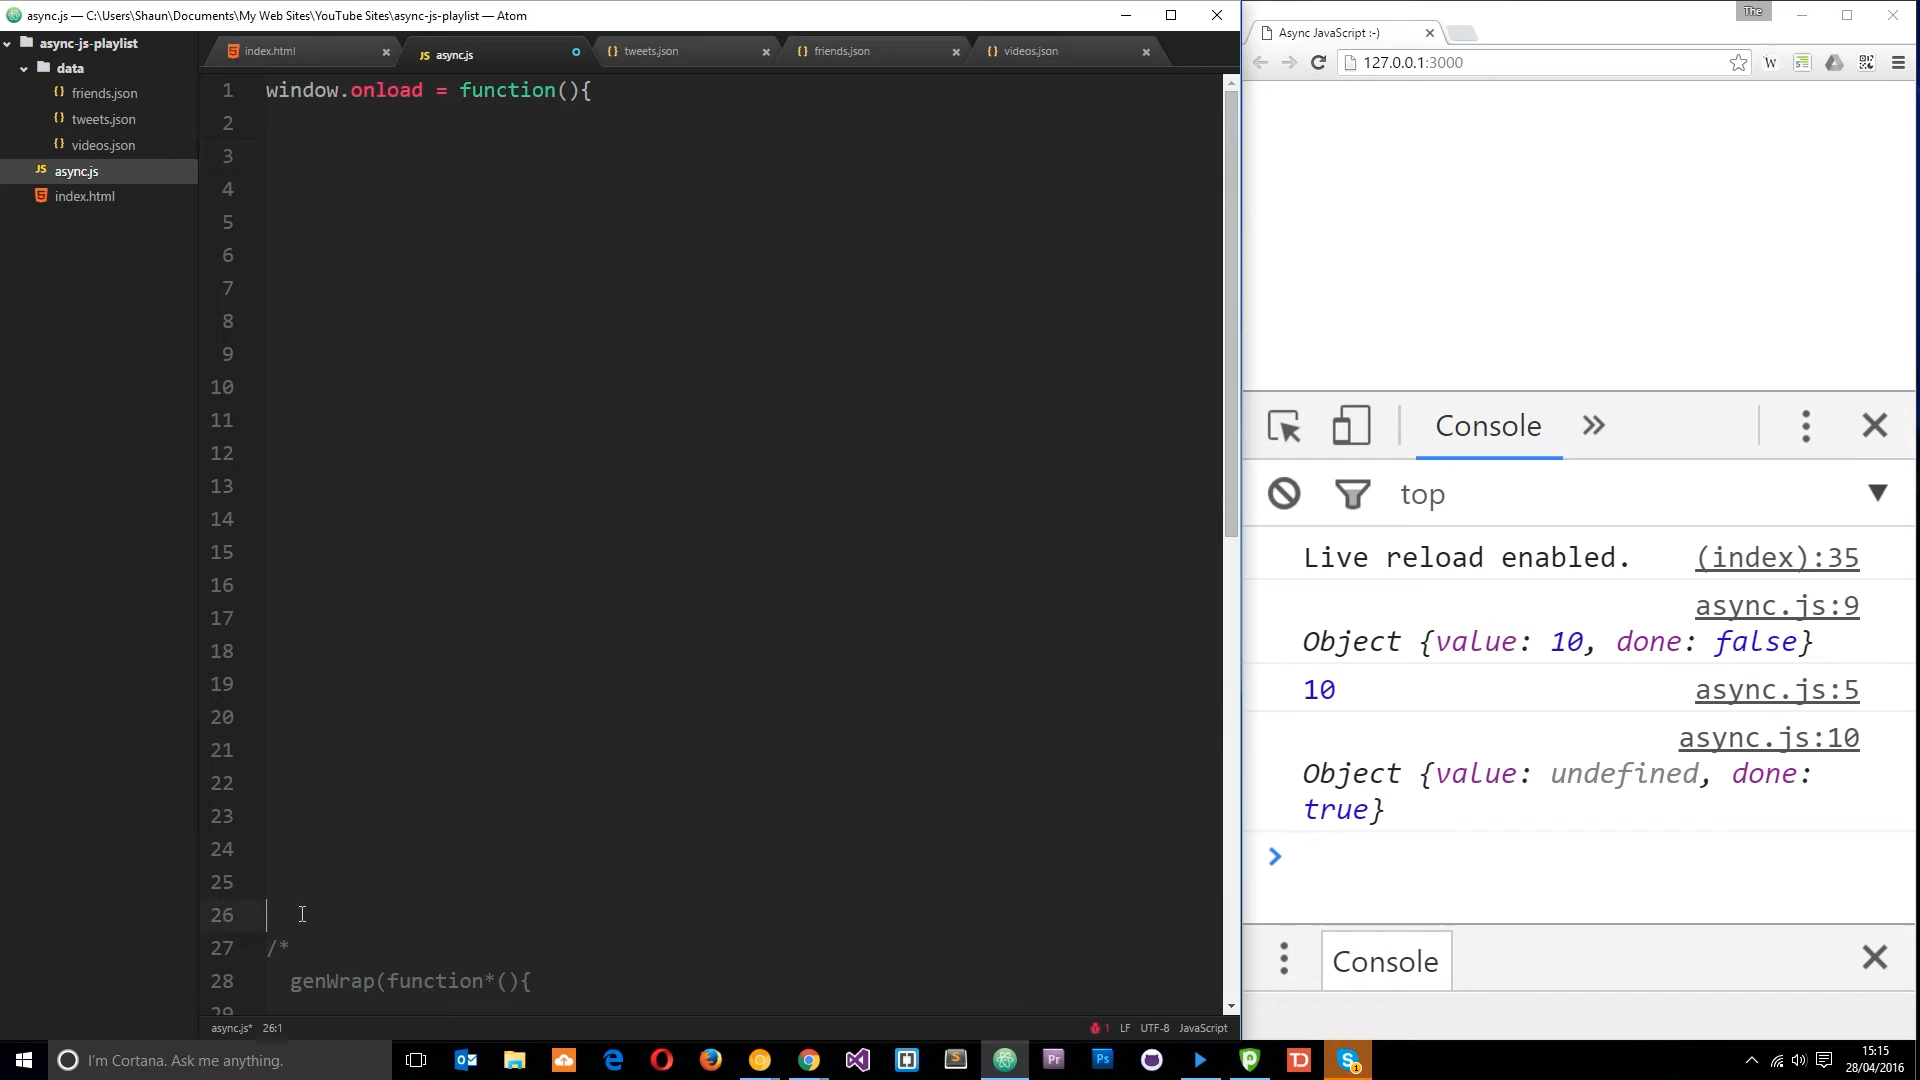 async.js — C:\Users\Shaun\Documents\My Web Sites\YouTube Sites\async-js-playlist — Atom
The
async-js-playlist
data
friends.json
tweets.json
videos.json
async.js
index.html
index.html
async.js
tweets.json
friends.json
videos.json
1 window.onload = function(){
2
3
4
5
6
7
8
9
10
11
12
13
14
15
16
17
18
19
20
21
22
23
24
25
26
27 /*
28 genWrap(function*(){
29
async.js* 26:1
1 LF UTF-8 JavaScript
Async JavaScript :-)
127.0.0.1:3000
Console
top
Live reload enabled. (index):35
async.js:9
Object {value: 10, done: false}
10 async.js:5
async.js:10
Object {value: undefined, done:
true}
Console
I'm Cortana. Ask me anything.
15:15
28/04/2016